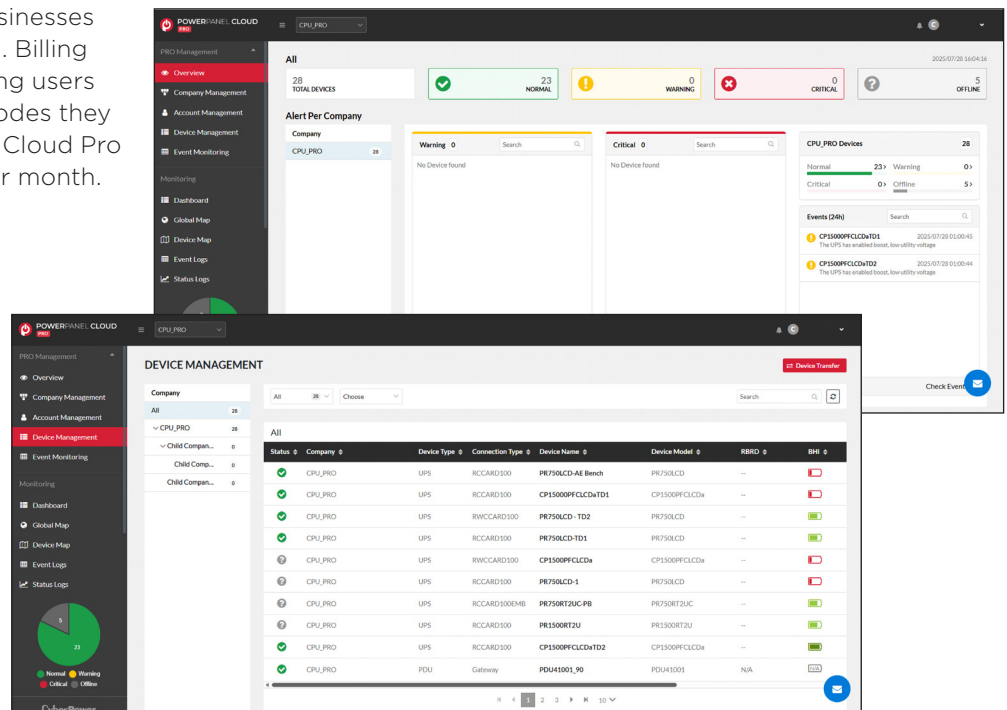 sinesses
. Billing
ng users
odes they
Cloud Pro
r month.
POWERPANEL CLOUD
PRO
CPU_PRO
C
PRO Management
Overview
Company Management
Account Management
Device Management
Event Monitoring
Monitoring
Dashboard
Global Map
Device Map
Event Logs
Status Logs
All
2025/07/28 16:04:16
28
TOTAL DEVICES
23
NORMAL
0
WARNING
0
CRITICAL
5
OFFLINE
Alert Per Company
Company
CPU_PRO 28
Warning 0 Search
No Device found
Critical 0 Search
No Device found
CPU_PRO Devices 28
Normal 23 > Warning 0 >
Critical 0 > Offline 5 >
Events (24h) Search
CP15000PFCLCDaTD1 2025/07/28 01:00:45
The UPS has enabled boost, low utility voltage
CP1500PFCLCDaTD2 2025/07/28 01:00:44
The UPS has enabled boost, low utility voltage
Check Event
POWERPANEL CLOUD
PRO
CPU_PRO
C
PRO Management
Overview
Company Management
Account Management
Device Management
Event Monitoring
Monitoring
Dashboard
Global Map
Device Map
Event Logs
Status Logs
5
23
Normal Warning
Critical Offline
CyberPower
DEVICE MANAGEMENT
Device Transfer
Company
All 28
CPU_PRO 28
Child Compan... 0
Child Comp... 0
Child Compan... 0
All 28 Choose Search
All
Status Company Device Type Connection Type Device Name Device Model RBRD BHI
CPU_PRO UPS RCCARD100 PR750LCD-AE Bench PR750LCD --
CPU_PRO UPS RCCARD100 CP15000PFCLCDaTD1 CP1500PFCLCDa --
CPU_PRO UPS RWCCARD100 PR750LCD - TD2 PR750LCD --
CPU_PRO UPS RCCARD100 PR750LCD-TD1 PR750LCD --
CPU_PRO UPS RWCCARD100 CP1500PFCLCDa CP1500PFCLCDa --
CPU_PRO UPS RCCARD100 PR750LCD-1 PR750LCD --
CPU_PRO UPS RCCARD100EMB PR750RT2UC-PB PR750RT2UC --
CPU_PRO UPS RCCARD100 PR1500RT2U PR1500RT2U --
CPU_PRO UPS RCCARD100 CP1500PFCLCDaTD2 CP1500PFCLCDa --
CPU_PRO PDU Gateway PDU41001_90 PDU41001 N/A N/A
1 2 3 10